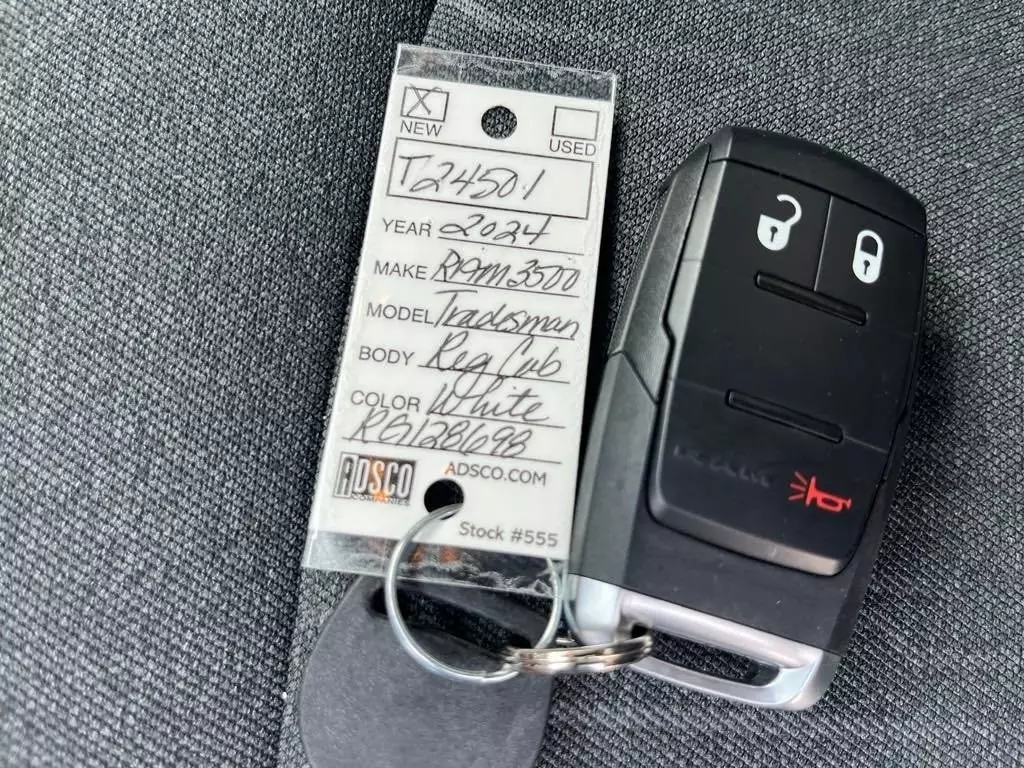 X
NEW USED
T24501
YEAR 2024
MAKE RAM 3500
MODEL Tradesman
BODY Reg Cab
COLOR White
RG128698
ADSCO ADSCO.COM
COMPANIES
Stock #555